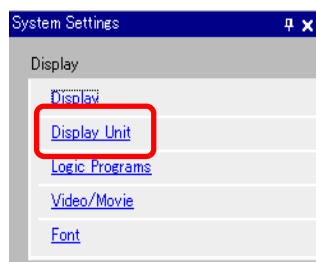 System Settings
Display
Display
Display Unit
Logic Programs
Video/Movie
Font